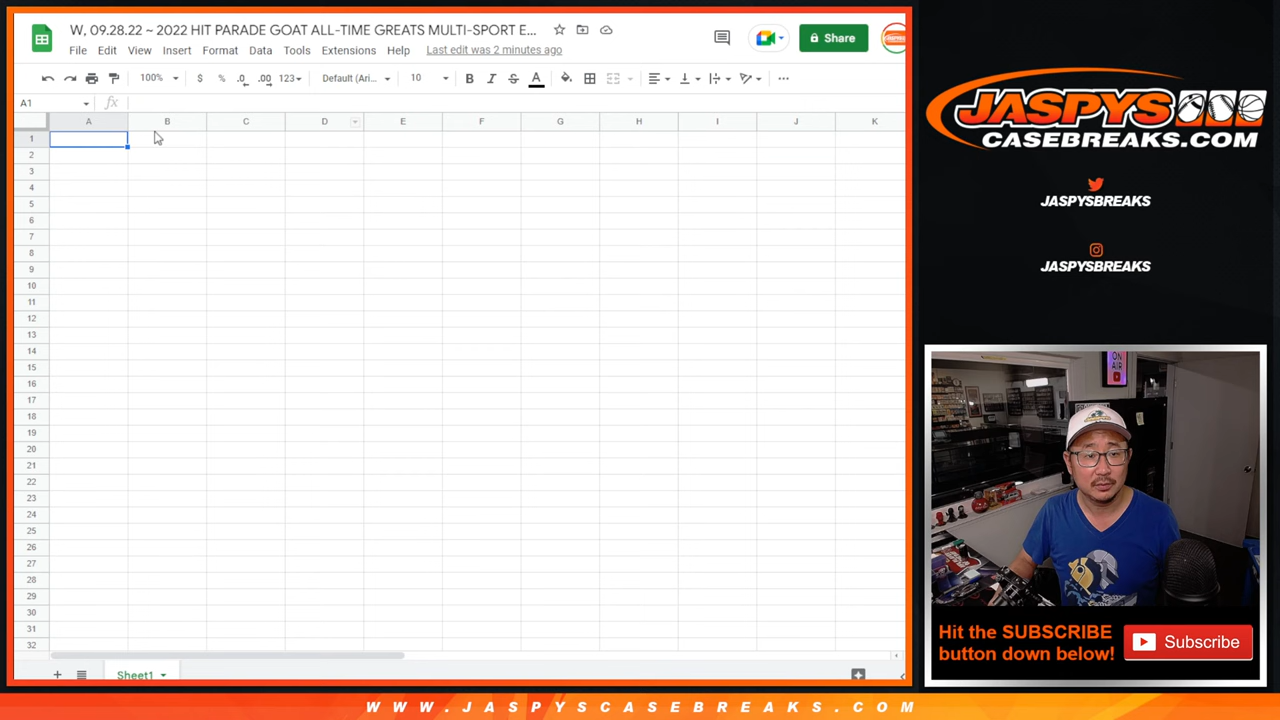 W, 09.28.22 ~ 2022 HIT PARADE GOAT ALL-TIME GREATS MULTI-SPORT E...
File Edit View Insert Format Data Tools Extensions Help Last edit was 2 minutes ago
Share
100% $ % .0 .00 123 Default (Ari... 10 B I S A
A1 fx
A B C D E F G H I J K
1
2
3
4
5
6
7
8
9
10
11
12
13
14
15
16
17
18
19
20
21
22
23
24
25
26
27
28
29
30
31
32
Sheet1
JASPYS
CASEBREAKS.COM
JASPYSBREAKS
JASPYSBREAKS
ON
AIR
Hit the SUBSCRIBE
button down below!
Subscribe
WWW.JASPYSCASEBREAKS.COM